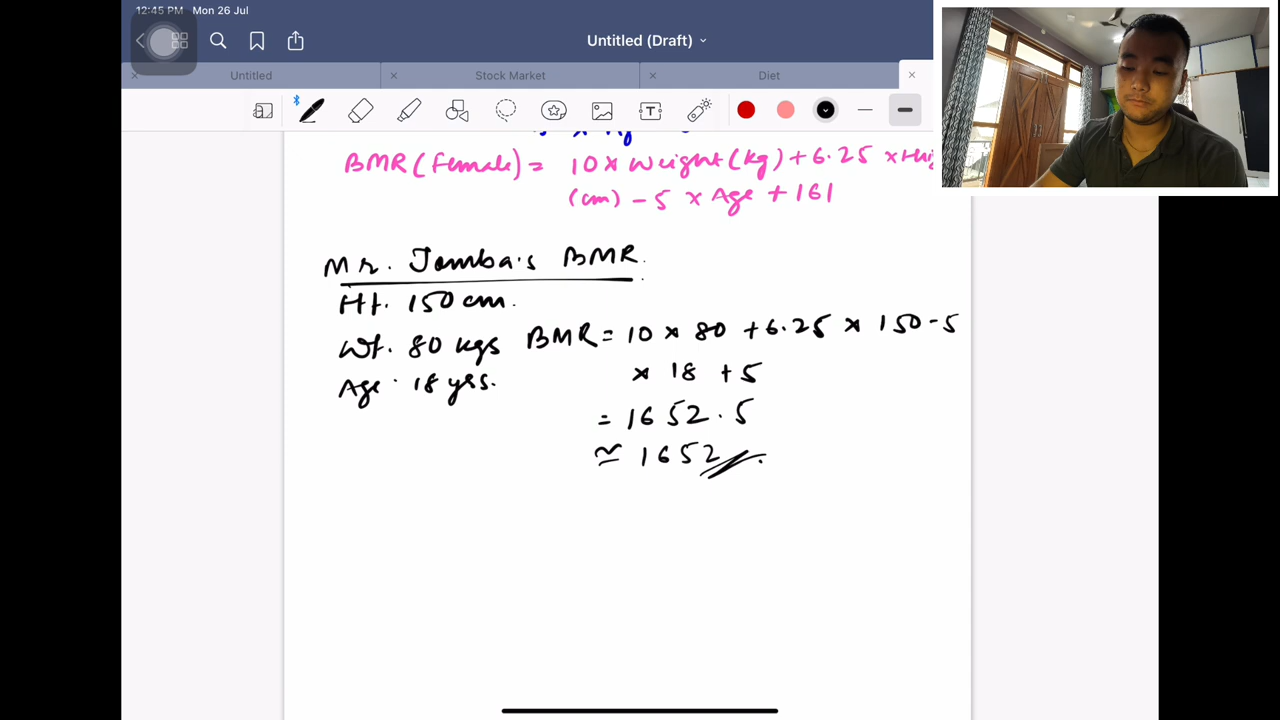 12:45 PM Mon 26 Jul
Untitled (Draft)
Untitled Stock Market Diet
BMR (Female) = 10 x Weight (kg) + 6.25 x
(cm) - 5 x Age + 161
Mr. Jamba's BMR.
Ht. 150 cm.
Wt. 80 kgs BMR = 10 x 80 + 6.25 x 150 - 5
Age. 18 yrs. x 18 + 5
= 1652.5
≅ 1652